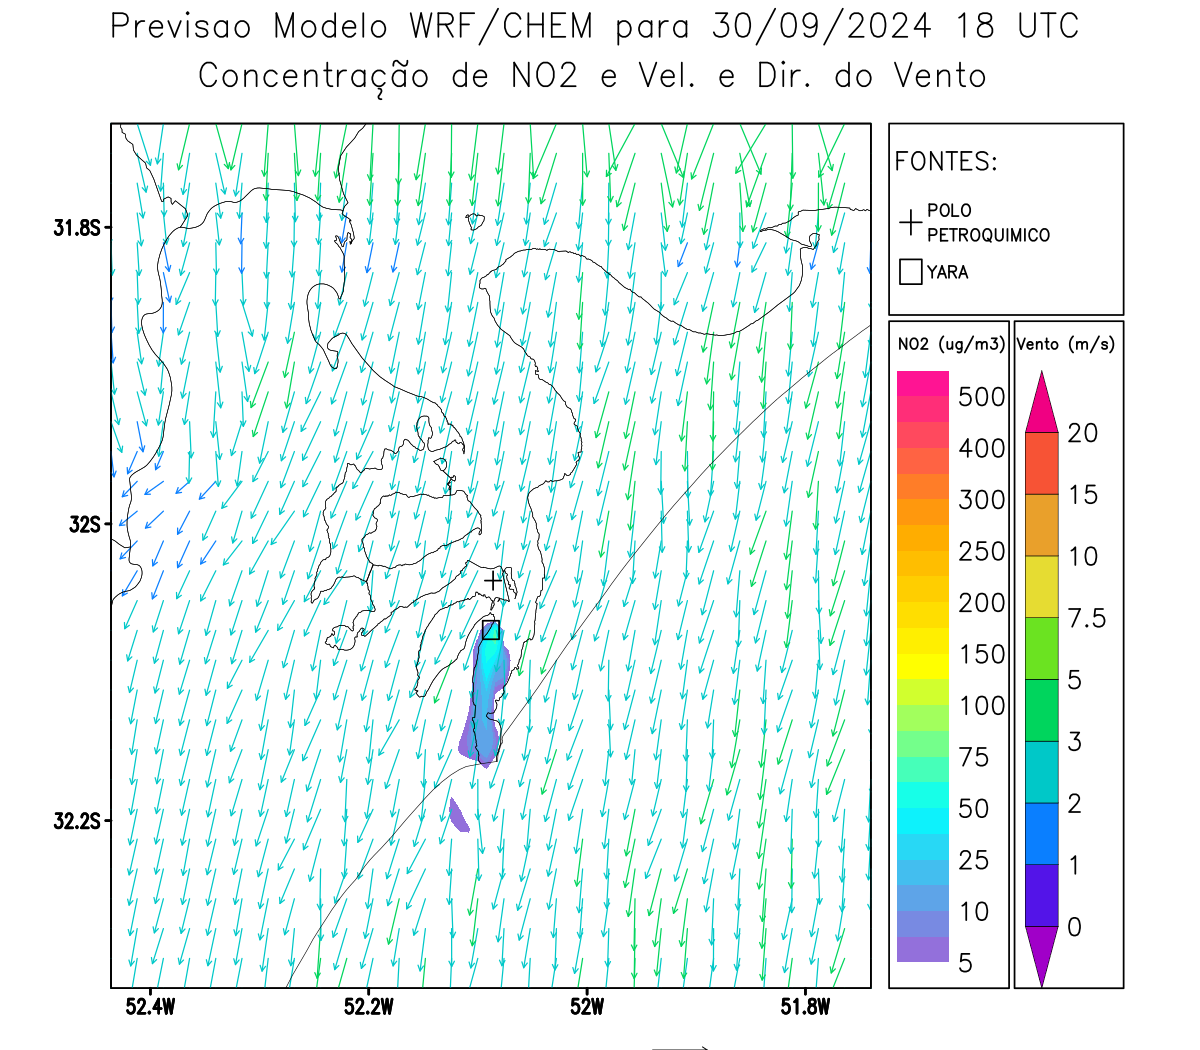 Previsao Modelo WRF/CHEM para 30/09/2024 18 UTC
Concentração de NO2 e Vel. e Dir. do Vento
FONTES:
POLO
PETROQUIMICO
YARA
NO2 (ug/m3)
500
400
300
250
200
150
100
75
50
25
10
5
Vento (m/s)
20
15
10
7.5
5
3
2
1
0
31.8S
32S
32.2S
52.4W
52.2W
52W
51.8W